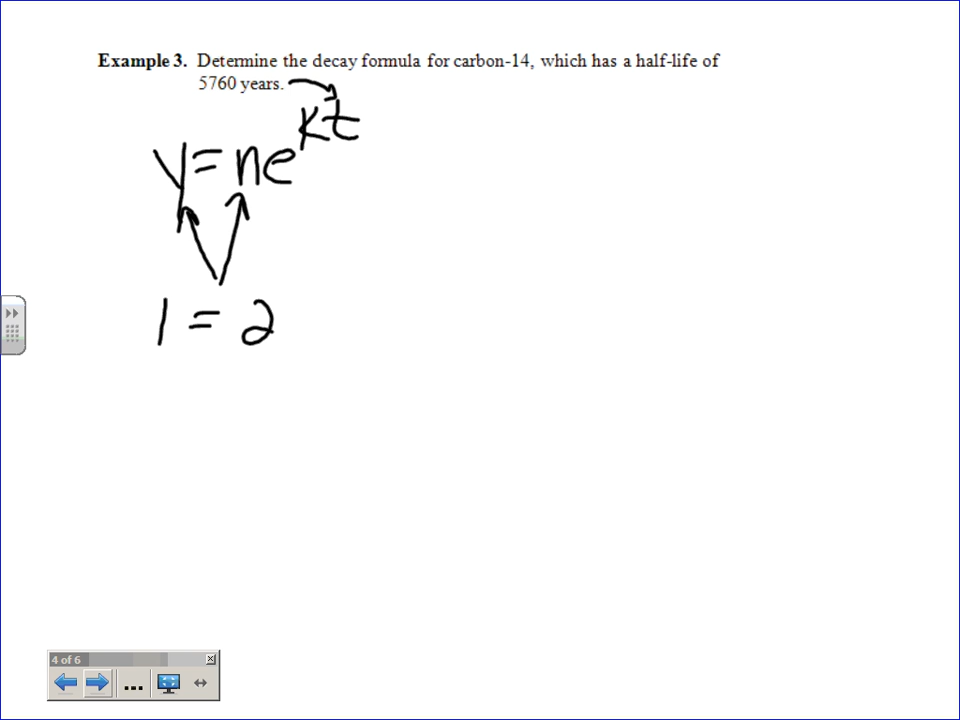 Example 3. Determine the decay formula for carbon-14, which has a half-life of
5760 years.
y = ne^kt
1 = 2
4 of 6
...